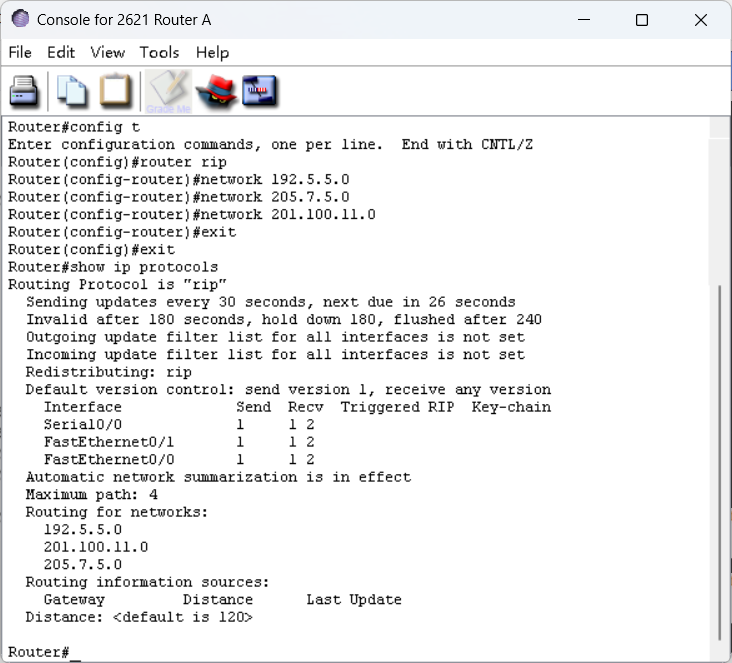 Console for 2621 Router A
File Edit View Tools Help
Grade Me
Router#config t
Enter configuration commands, one per line.  End with CNTL/Z
Router(config)#router rip
Router(config-router)#network 192.5.5.0
Router(config-router)#network 205.7.5.0
Router(config-router)#network 201.100.11.0
Router(config-router)#exit
Router(config)#exit
Router#show ip protocols
Routing Protocol is "rip"
  Sending updates every 30 seconds, next due in 26 seconds
  Invalid after 180 seconds, hold down 180, flushed after 240
  Outgoing update filter list for all interfaces is not set
  Incoming update filter list for all interfaces is not set
  Redistributing: rip
  Default version control: send version 1, receive any version
    Interface             Send  Recv  Triggered RIP  Key-chain
    Serial0/0             1     1 2
    FastEthernet0/1       1     1 2
    FastEthernet0/0       1     1 2
  Automatic network summarization is in effect
  Maximum path: 4
  Routing for networks:
    192.5.5.0
    201.100.11.0
    205.7.5.0
  Routing information sources:
    Gateway         Distance      Last Update
  Distance: <default is 120>
Router#_